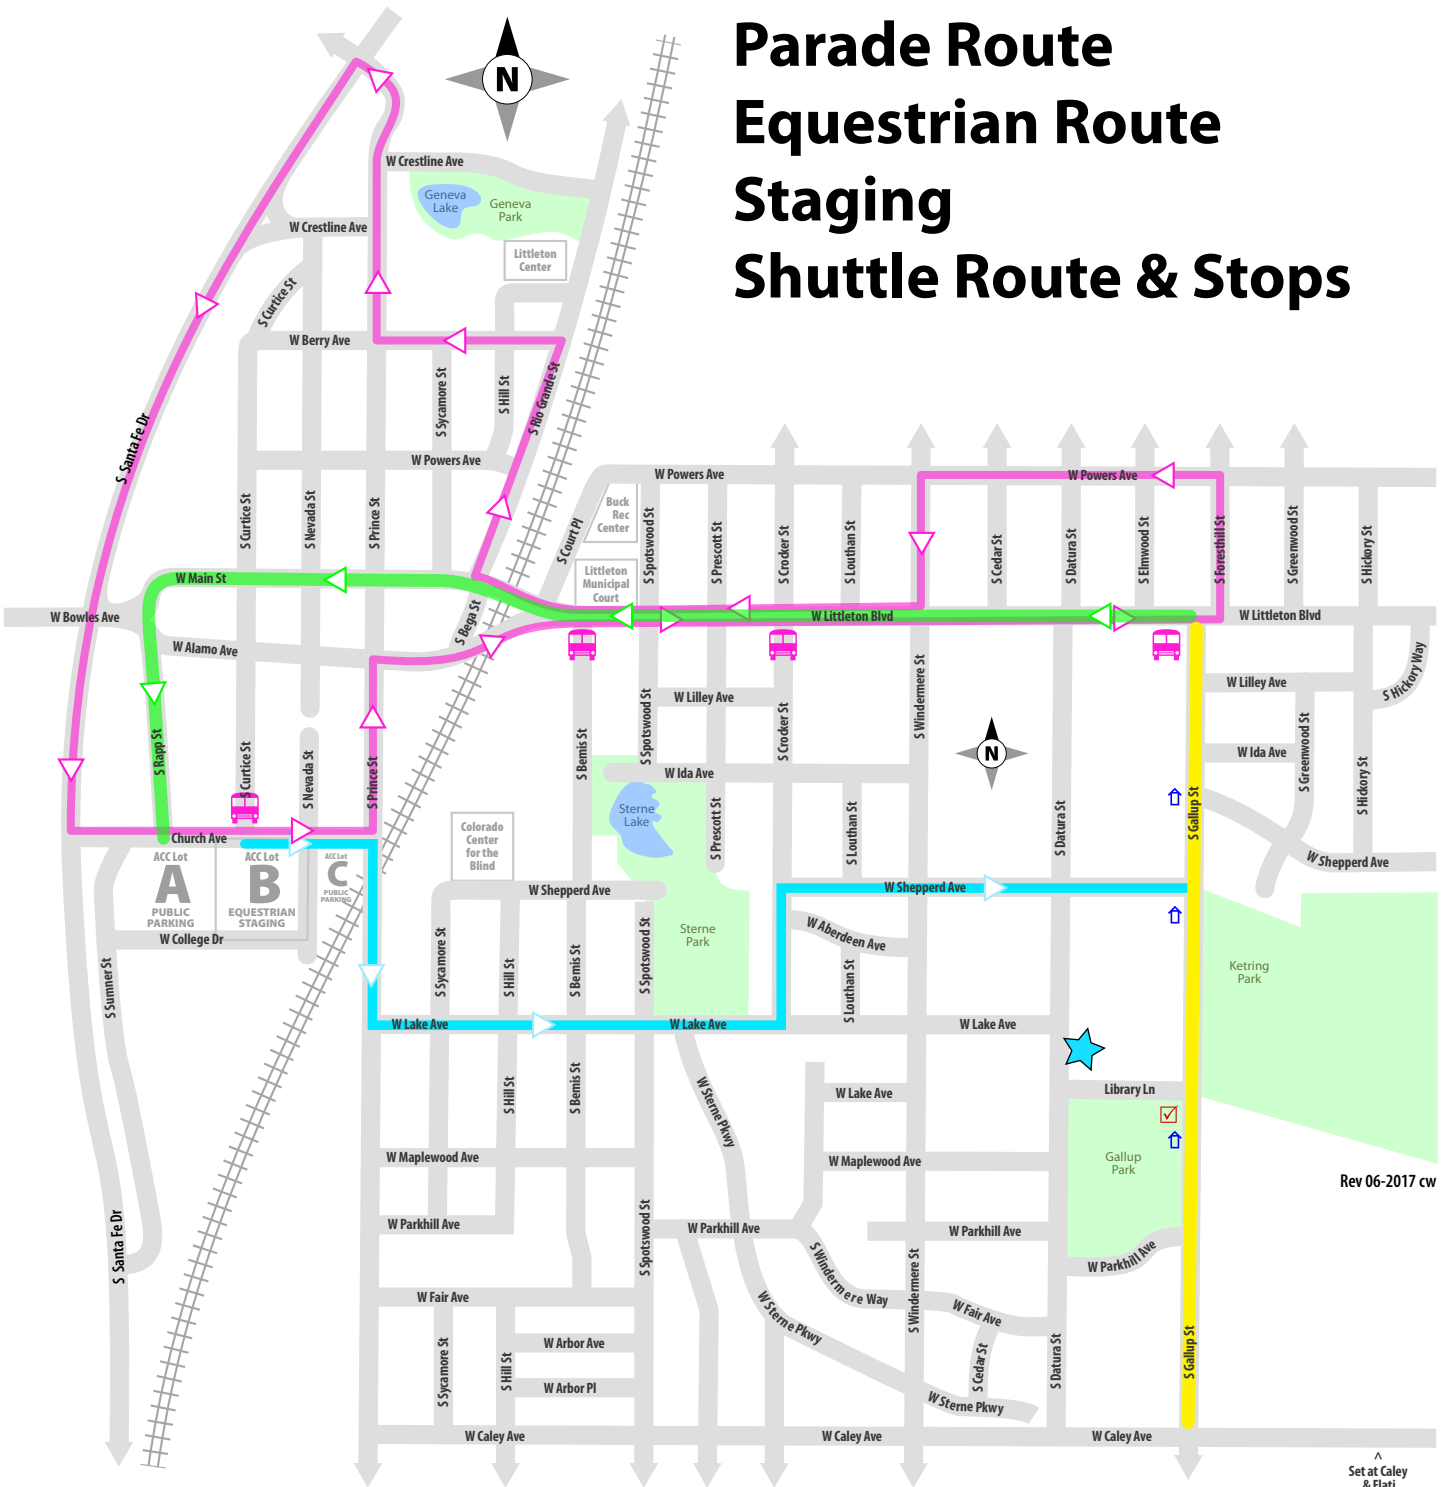 Parade Route
Equestrian Route
Staging
Shuttle Route & Stops
N
W Crestline Ave
Geneva
Lake
Geneva
Park
W Crestline Ave
Littleton
Center
S Curtice St
W Berry Ave
S Sycamore St
S Hill St
S Rio Grande St
S Santa Fe Dr
W Powers Ave
W Powers Ave
W Powers Ave
S Curtice St
S Nevada St
S Prince St
Buck
Rec
Center
S Court Pl
S Spotswood St
S Prescott St
S Crocker St
S Louthan St
S Cedar St
S Datura St
S Elmwood St
S Foresthill St
S Greenwood St
S Hickory St
W Main St
Littleton
Municipal
Court
W Bowles Ave
W Littleton Blvd
W Littleton Blvd
S Bega St
W Alamo Ave
S Windermere St
S Hickory Way
W Lilley Ave
W Lilley Ave
S Spotswood St
S Crocker St
S Bemis St
S Rapp St
S Curtice St
S Nevada St
S Prince St
N
W Ida Ave
W Ida Ave
S Greenwood St
S Hickory St
S Gallup St
Sterne
Lake
S Prescott St
S Louthan St
S Datura St
Church Ave
Colorado
Center
for the
Blind
W Shepperd Ave
ACC Lot
A
PUBLIC
PARKING
ACC Lot
B
EQUESTRIAN
STAGING
ACC Lot
C
PUBLIC
PARKING
W Shepperd Ave
W Shepperd Ave
W College Dr
S Sumner St
S Sycamore St
S Hill St
S Bemis St
S Spotswood St
Sterne
Park
W Aberdeen Ave
S Louthan St
Ketring
Park
W Lake Ave
W Lake Ave
W Lake Ave
S Hill St
S Bemis St
W Sterne Pkwy
W Lake Ave
Library Ln
W Maplewood Ave
W Maplewood Ave
Gallup
Park
Rev 06-2017 cw
W Parkhill Ave
W Parkhill Ave
W Parkhill Ave
W Parkhill Ave
S Santa Fe Dr
S Spotswood St
S Windermere Way
S Windermere St
W Fair Ave
W Fair Ave
W Sterne Pkwy
W Arbor Ave
S Sycamore St
S Hill St
W Arbor Pl
S Cedar St
S Datura St
S Gallup St
W Sterne Pkwy
W Caley Ave
W Caley Ave
W Caley Ave
^
Set at Caley
& Elati